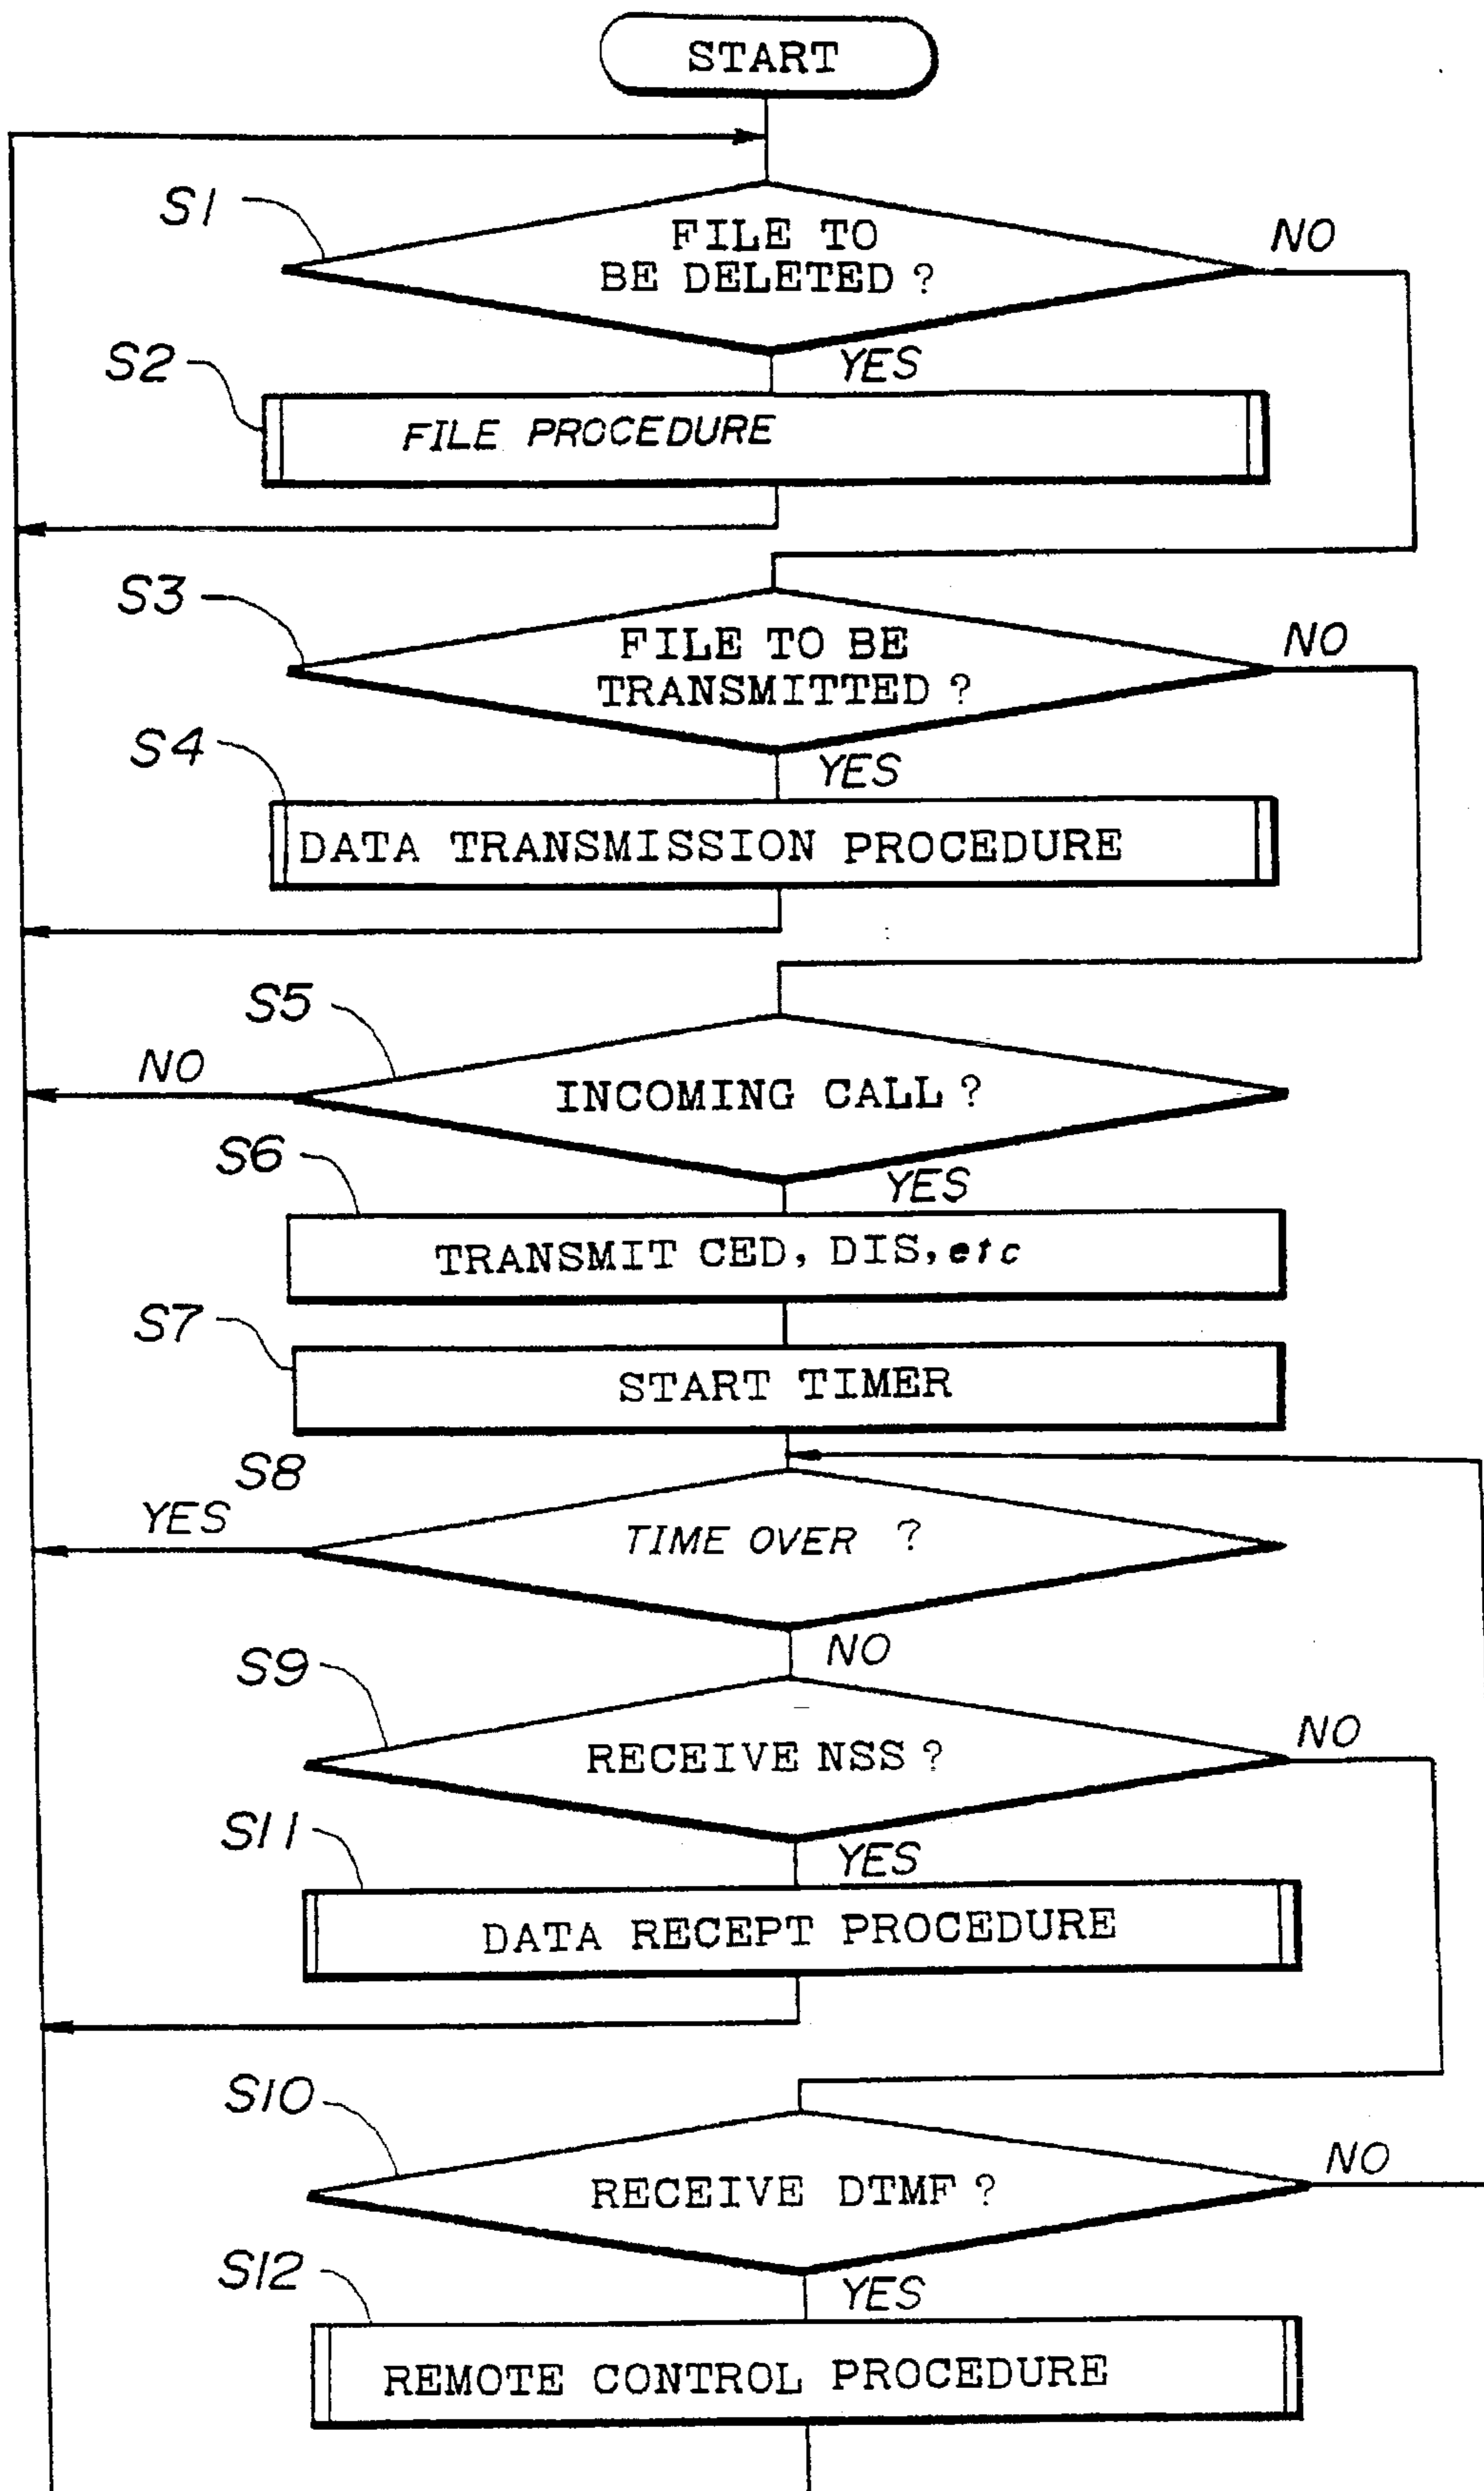 START
S1
FILE TO
BE DELETED ?
NO
YES
S2
FILE PROCEDURE
S3
FILE TO BE
TRANSMITTED ?
NO
YES
S4
DATA TRANSMISSION PROCEDURE
S5
NO
INCOMING CALL ?
YES
S6
TRANSMIT CED, DIS, etc
S7
START TIMER
S8
YES
TIME OVER ?
NO
S9
RECEIVE NSS ?
NO
YES
S11
DATA RECEPT PROCEDURE
S10
RECEIVE DTMF ?
NO
YES
S12
REMOTE CONTROL PROCEDURE